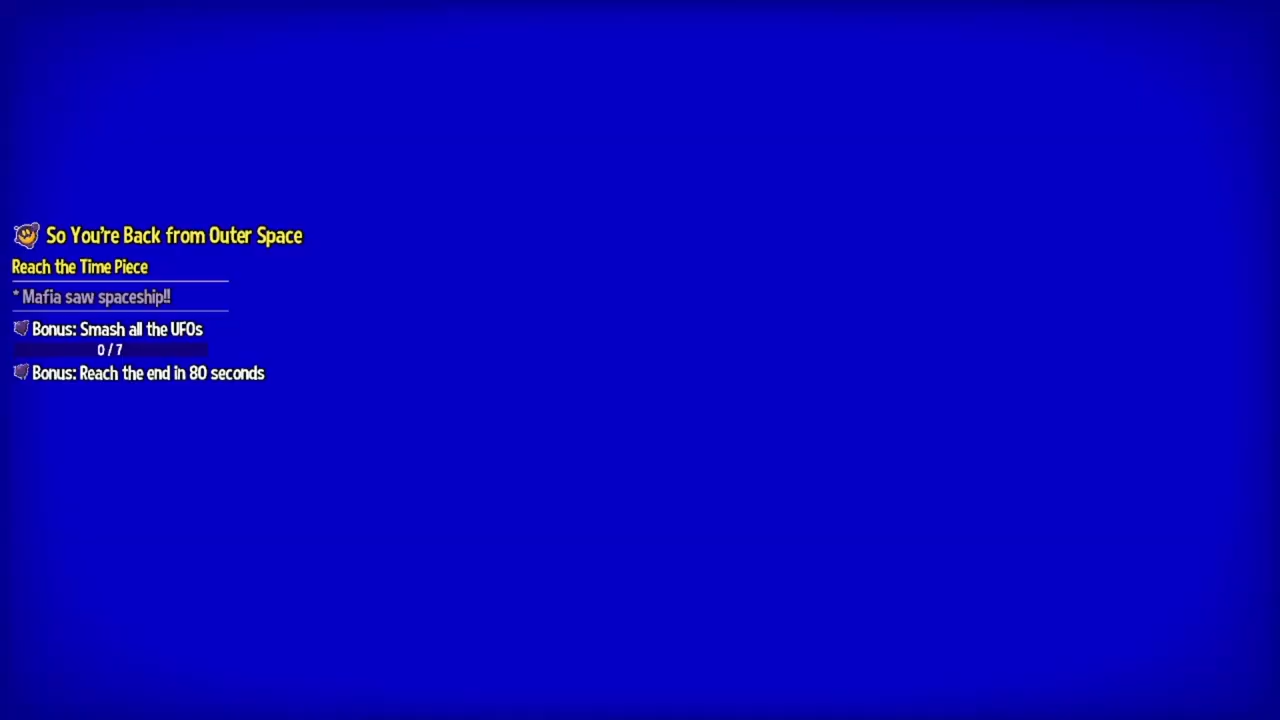 So You're Back from Outer Space
Reach the Time Piece
* Mafia saw spaceship!!
Bonus: Smash all the UFOs
0 / 7
Bonus: Reach the end in 80 seconds